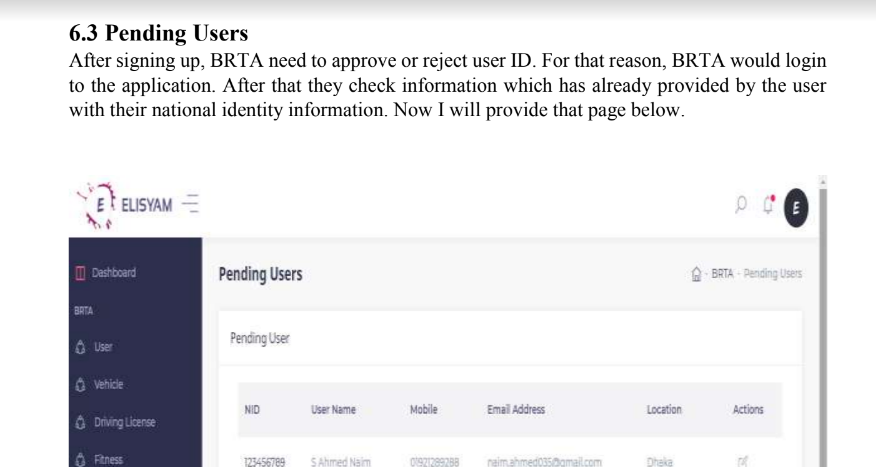 6.3 Pending Users
After signing up, BRTA need to approve or reject user ID. For that reason, BRTA would login
to the application. After that they check information which has already provided by the user
with their national identity information. Now I will provide that page below.
E ELISYAM E
Dashboard
Pending Users
BRTA - Pending Users
BRTA
User
Pending User
Vehicle
NID User Name Mobile Email Address Location Actions
Driving License
Fitness
123456789 S Ahmed Naim 01921289288 naim.ahmed035@gmail.com Dhaka